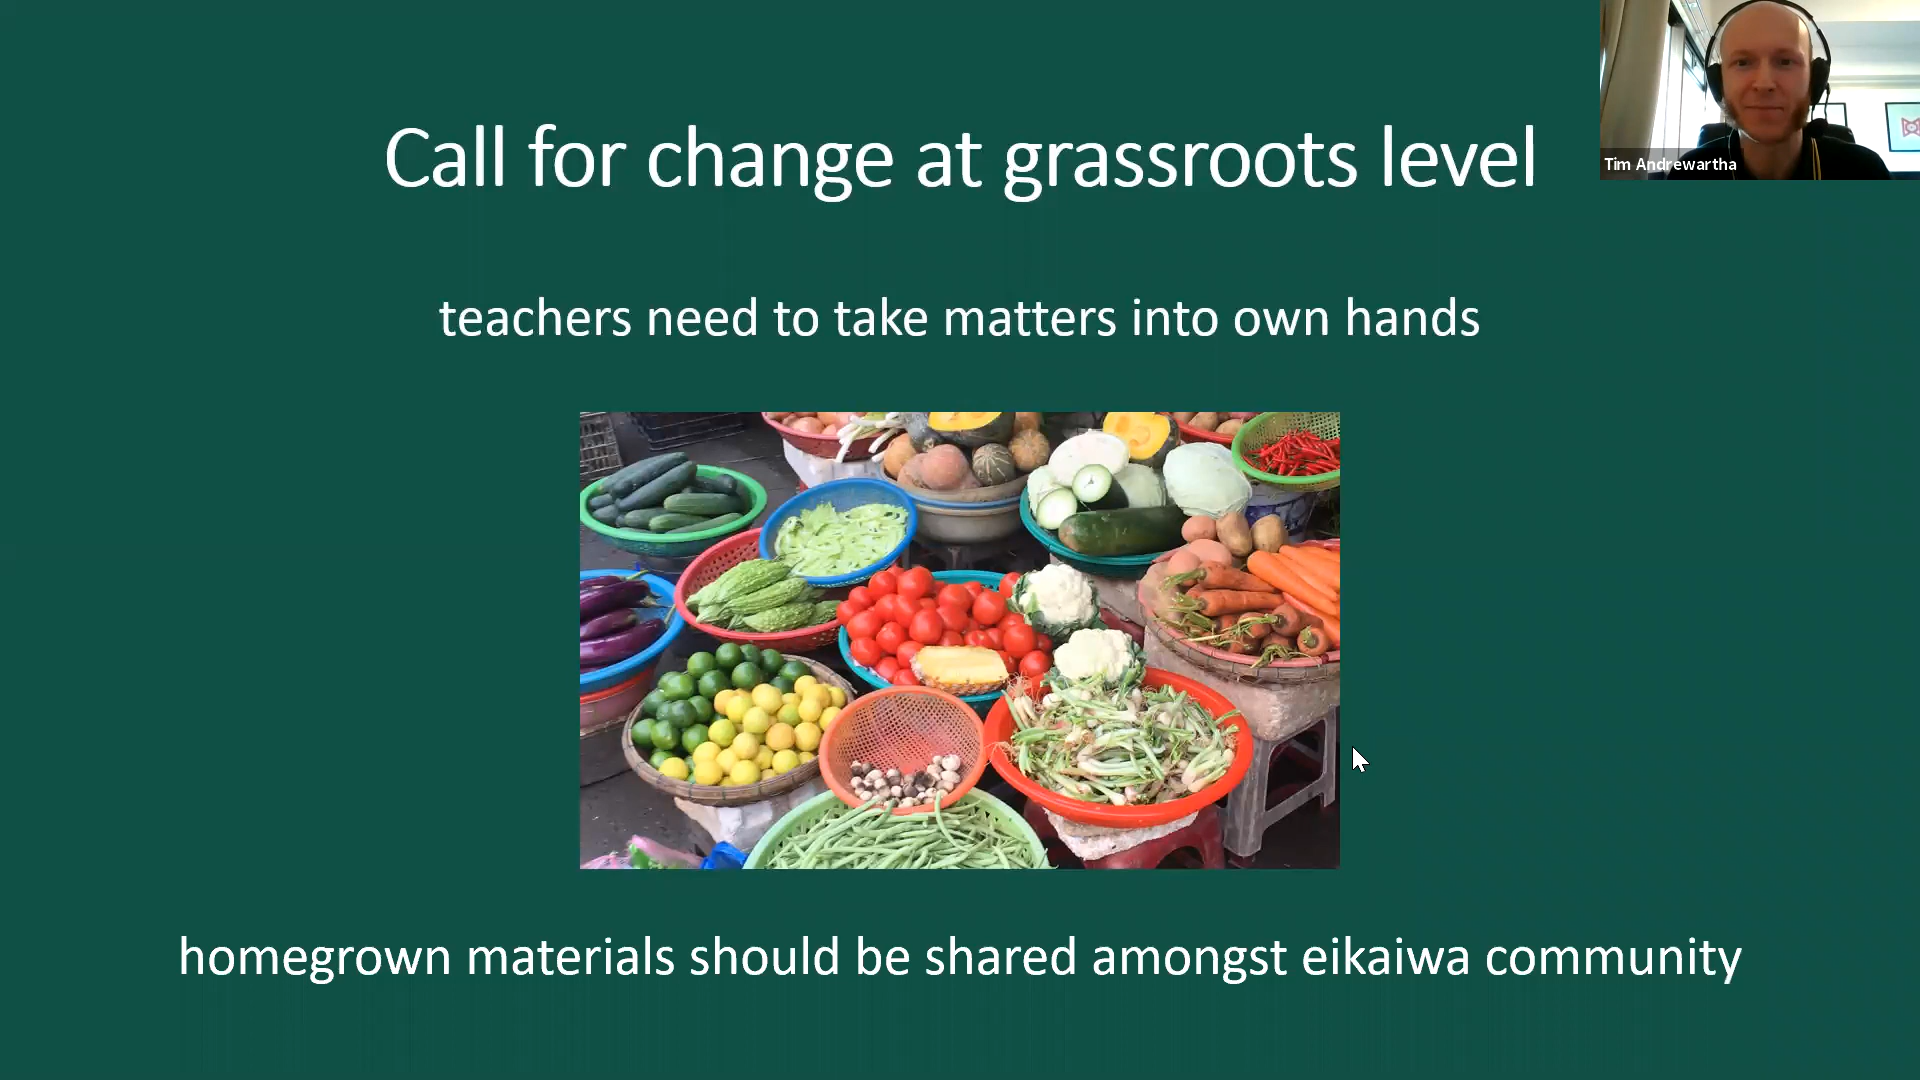 Call for change at grassroots level
Tim Andrewartha
teachers need to take matters into own hands
homegrown materials should be shared amongst eikaiwa community